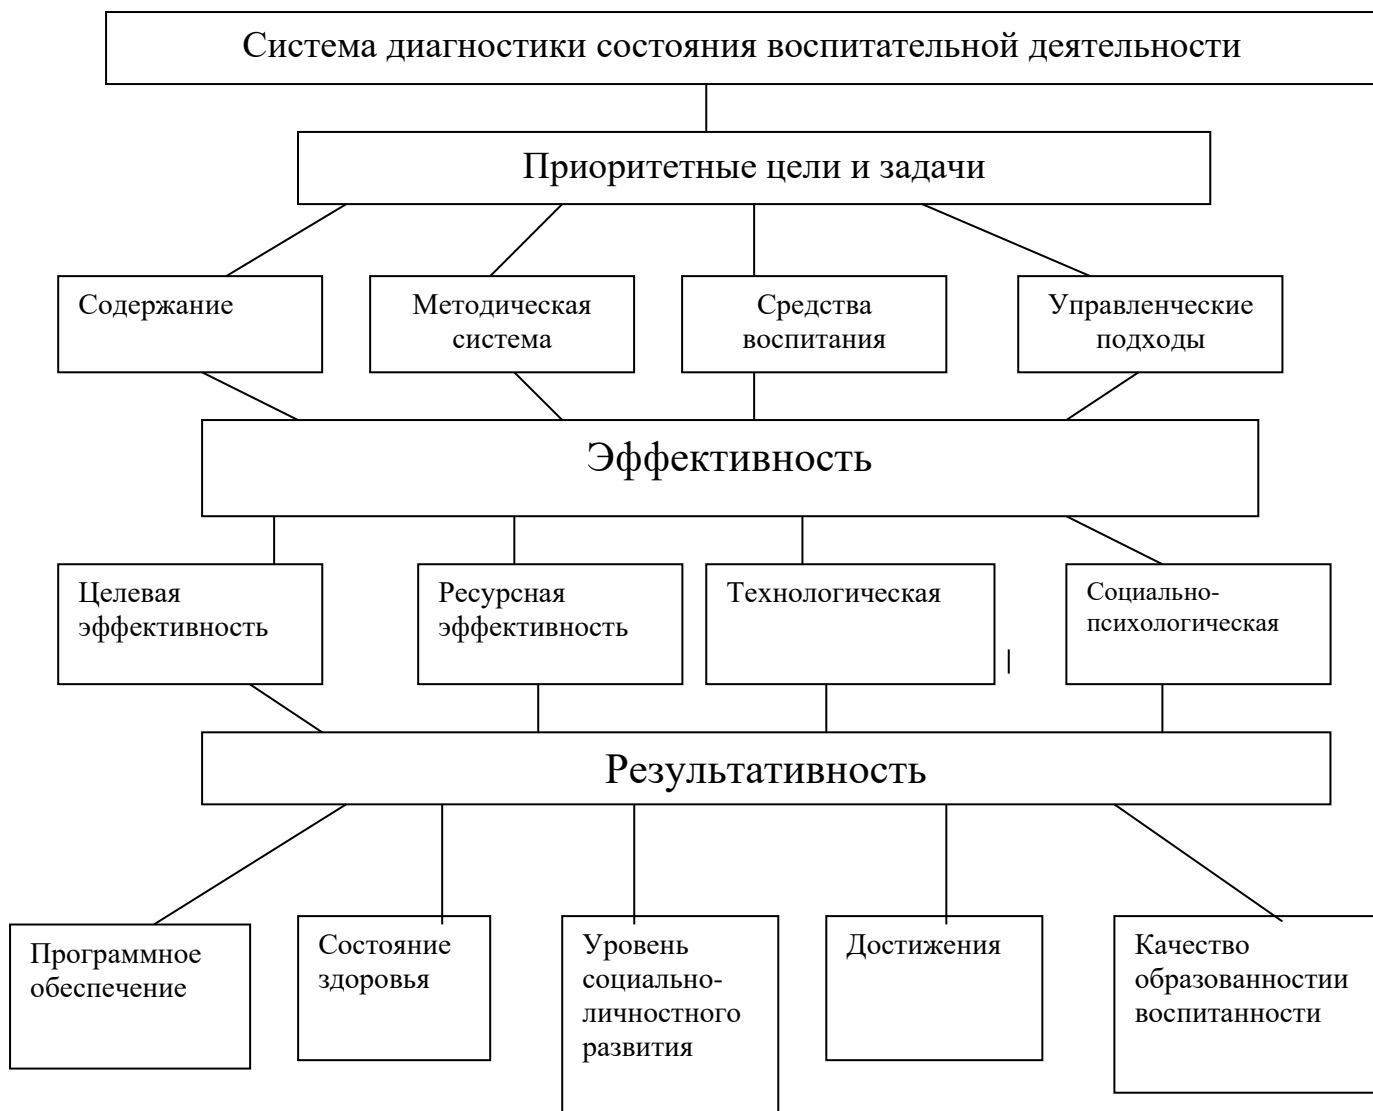 Система диагностики состояния воспитательной деятельности
Приоритетные цели и задачи
Содержание
Методическая
система
Средства
воспитания
Управленческие
подходы
Эффективность
Целевая
эффективность
Ресурсная
эффективность
Технологическая
Социально-
психологическая
Результативность
Программное
обеспечение
Состояние
здоровья
Уровень
социально-
личностного
развития
Достижения
Качество
образованностии
воспитанности